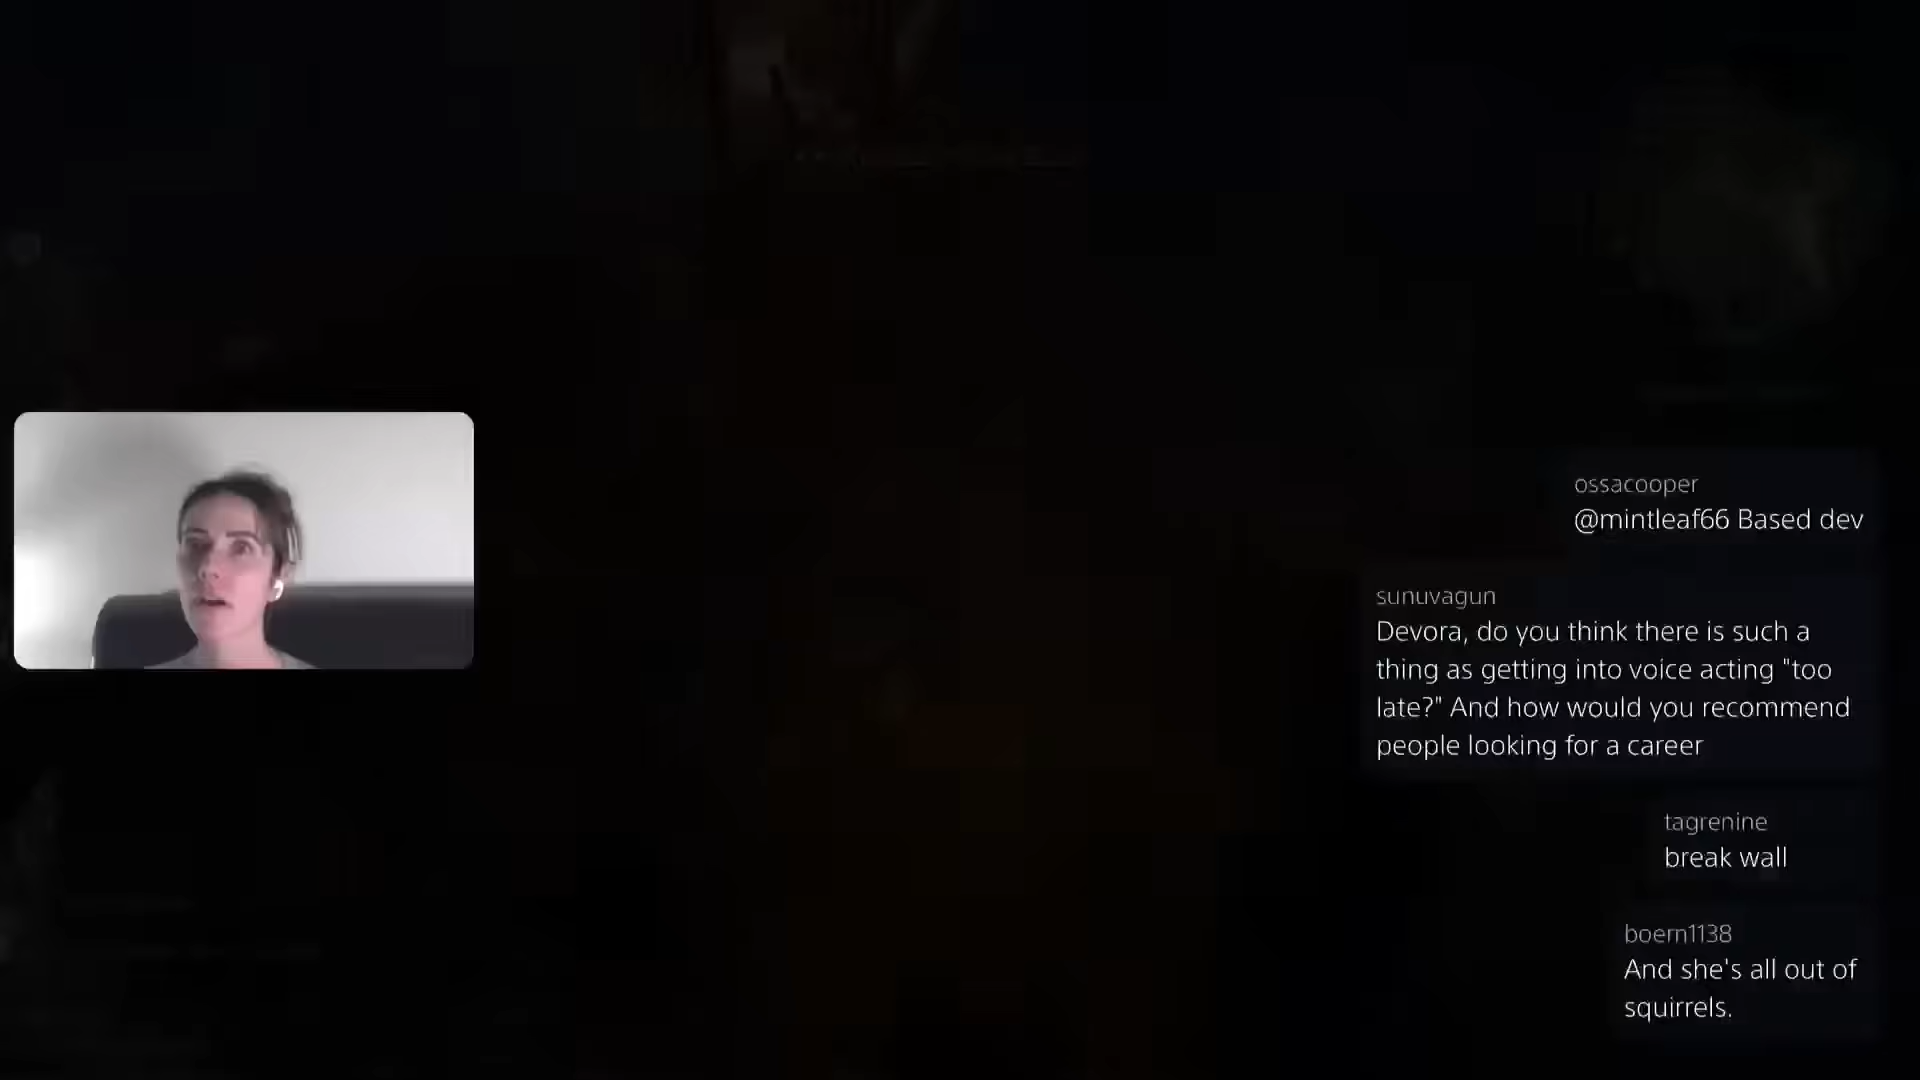 ossacooper
@mintleaf66 Based dev
sunuvagun
Devora, do you think there is such a
thing as getting into voice acting "too
late?" And how would you recommend
people looking for a career
tagrenine
break wall
boern1138
And she's all out of
squirrels.